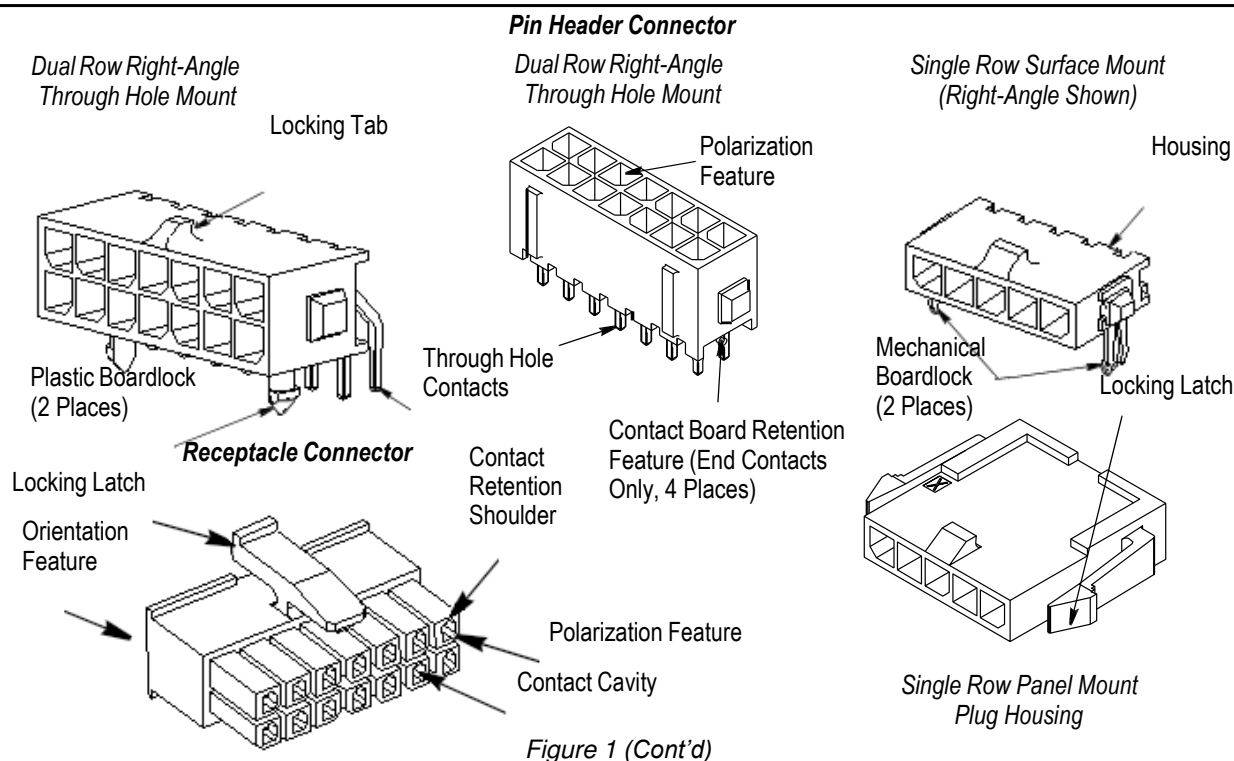 Pin Header Connector
Dual Row Right-Angle
Through Hole Mount
Locking Tab
Dual Row Right-Angle
Through Hole Mount
Polarization
Feature
Single Row Surface Mount
(Right-Angle Shown)
Housing
Plastic Boardlock
(2 Places)
Through Hole
Contacts
Contact Board Retention
Feature (End Contacts
Only, 4 Places)
Mechanical
Boardlock
(2 Places)
Locking Latch
Receptacle Connector
Locking Latch
Orientation
Feature
Contact
Retention
Shoulder
Polarization Feature
Contact Cavity
Single Row Panel Mount
Plug Housing
Figure 1 (Cont'd)